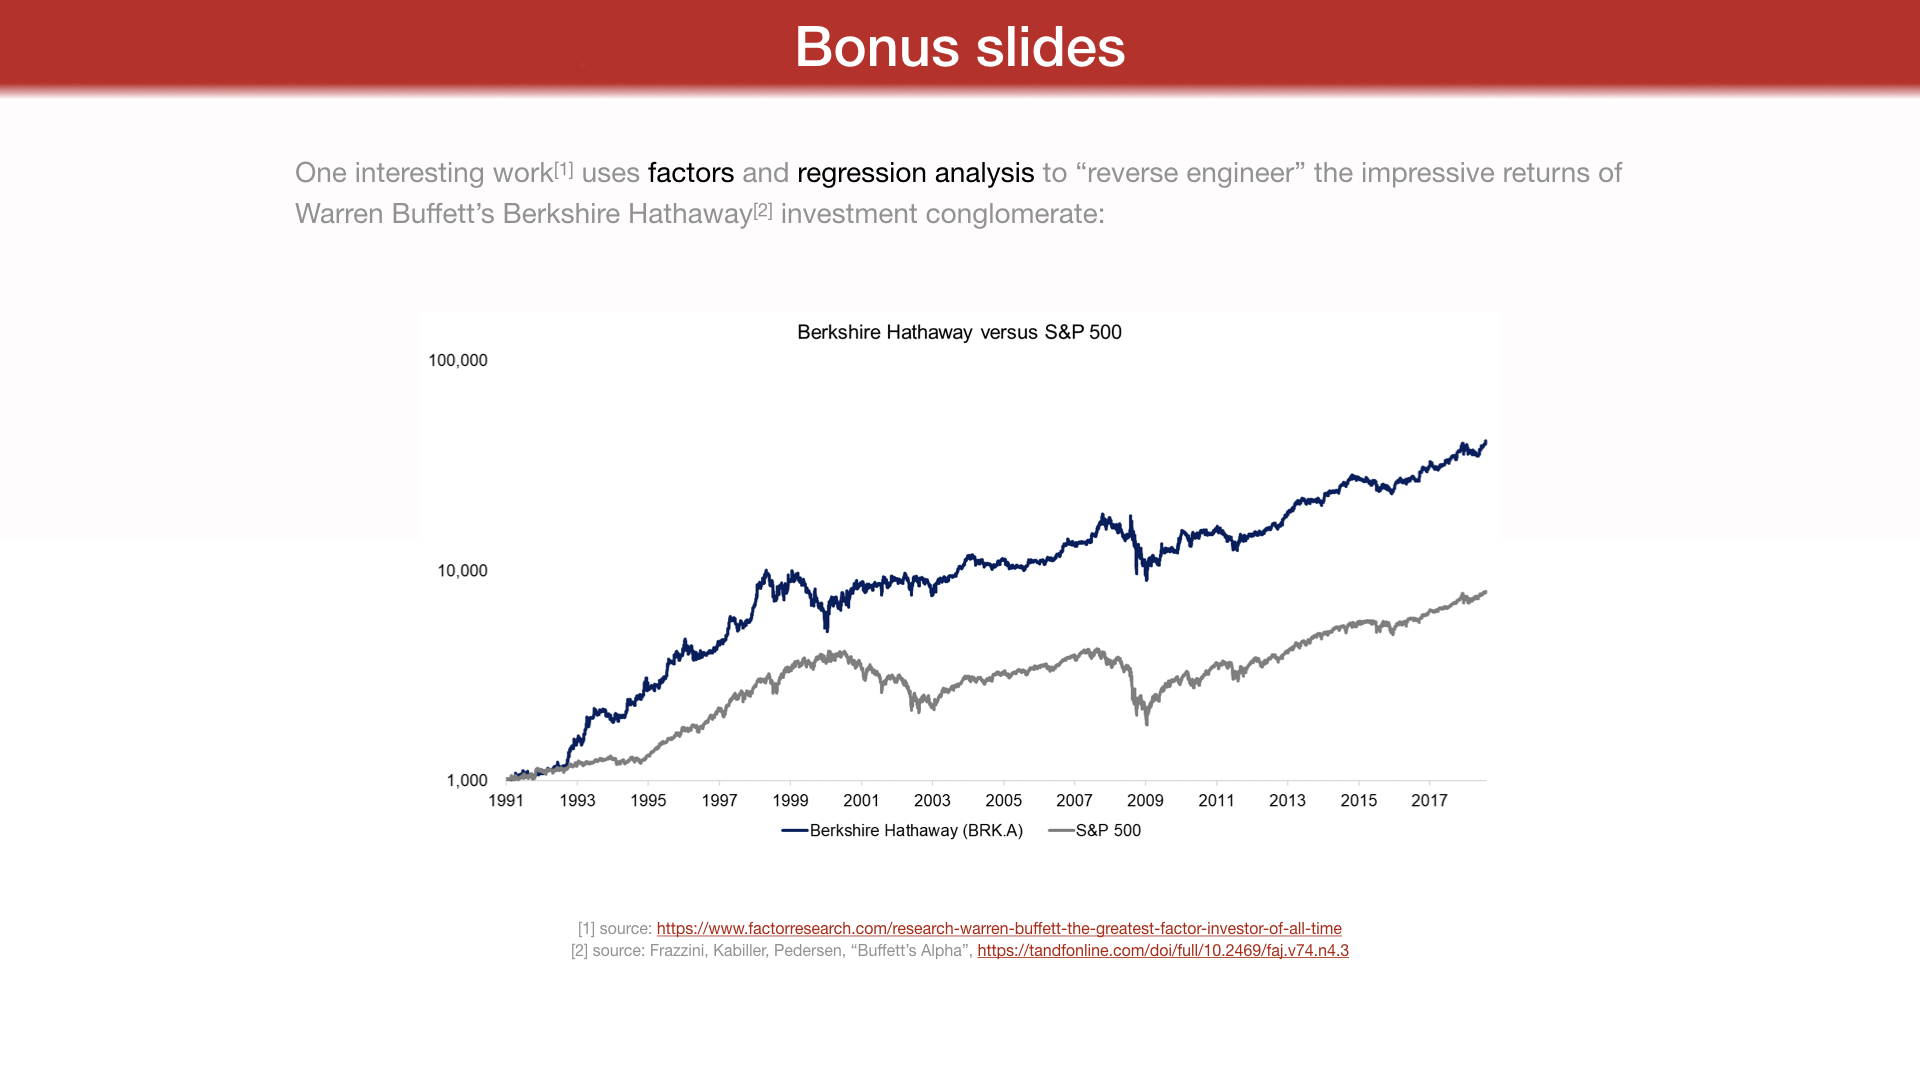 Bonus slides
One interesting work[1] uses factors and regression analysis to “reverse engineer” the impressive returns of
Warren Buffett’s Berkshire Hathaway[2] investment conglomerate:
Berkshire Hathaway versus S&P 500
100,000
10,000
1,000
1991 1993 1995 1997 1999 2001 2003 2005 2007 2009 2011 2013 2015 2017
Berkshire Hathaway (BRK.A) S&P 500
[1] source: https://www.factorresearch.com/research-warren-buffett-the-greatest-factor-investor-of-all-time
[2] source: Frazzini, Kabiller, Pedersen, “Buffett’s Alpha”, https://tandfonline.com/doi/full/10.2469/faj.v74.n4.3